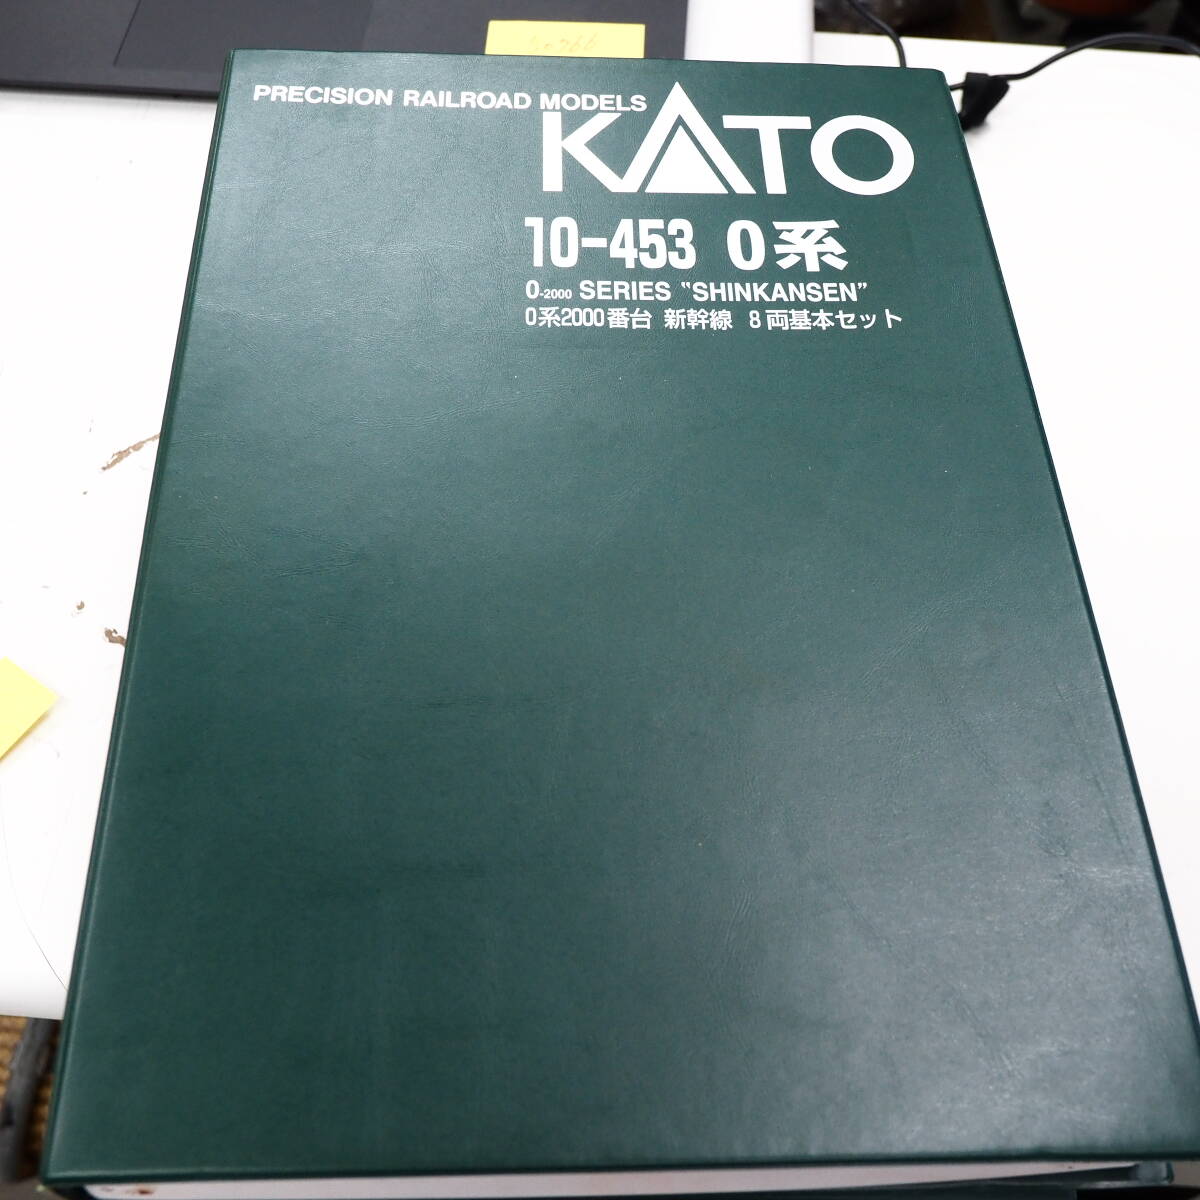 PRECISION RAILROAD MODELS
KATO
10-453 0系
0-2000 SERIES "SHINKANSEN"
0系2000番台 新幹線 8両基本セット